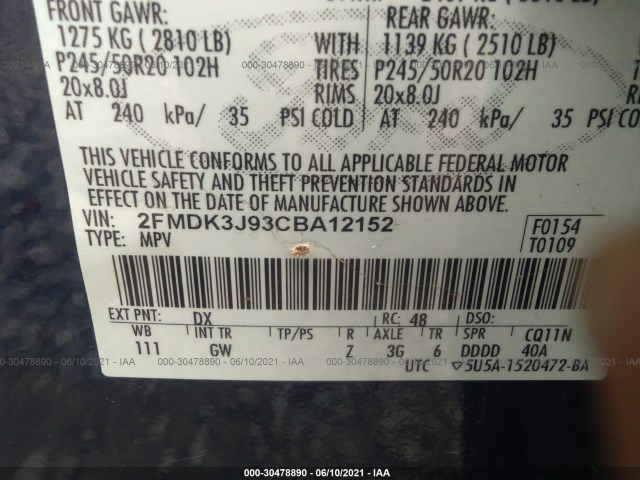 FRONT GAWR:
REAR GAWR:
1275 KG ( 2810 LB) WITH 1139 KG ( 2510 LB)
P245/50R20 102H TIRES P245/50R20 102H
20x8.0J RIMS 20x8.0J
AT 240 kPa/ 35 PSI COLD AT 240 kPa/ 35 PSI COLD
THIS VEHICLE CONFORMS TO ALL APPLICABLE FEDERAL MOTOR
VEHICLE SAFETY AND THEFT PREVENTION STANDARDS IN
EFFECT ON THE DATE OF MANUFACTURE SHOWN ABOVE.
VIN: 2FMDK3J93CBA12152
TYPE: MPV
F0154
T0109
EXT PNT: DX RC: 48 DSO:
WB INT TR TP/PS R AXLE TR SPR CQ11N
111 GW Z 3G 6 DDDD 40A
UTC ▽5U5A-1520472-BA
000-30478890 - 06/10/2021 - IAA